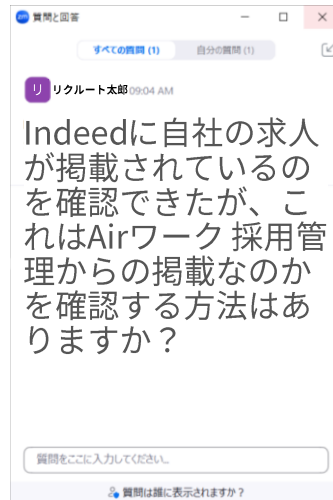 zm 質問と回答
すべての質問 (1) 自分の質問 (1)
リ リクルート太郎 09:04 AM
Indeedに自社の求人
が掲載されているの
を確認できたが、こ
れはAirワーク 採用管
理からの掲載なのか
を確認する方法はあ
りますか？
質問をここに入力してください...
質問は誰に表示されますか？